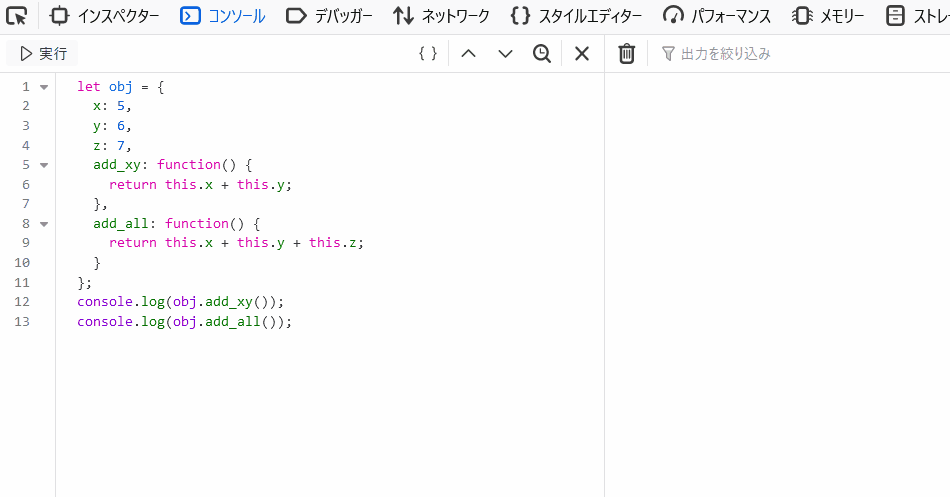 インスペクター コンソール デバッガー ネットワーク {} スタイルエディター パフォーマンス メモリー ストレー
実行 { } 出力を絞り込み
1 let obj = {
2   x: 5,
3   y: 6,
4   z: 7,
5   add_xy: function() {
6     return this.x + this.y;
7   },
8   add_all: function() {
9     return this.x + this.y + this.z;
10   }
11 };
12 console.log(obj.add_xy());
13 console.log(obj.add_all());